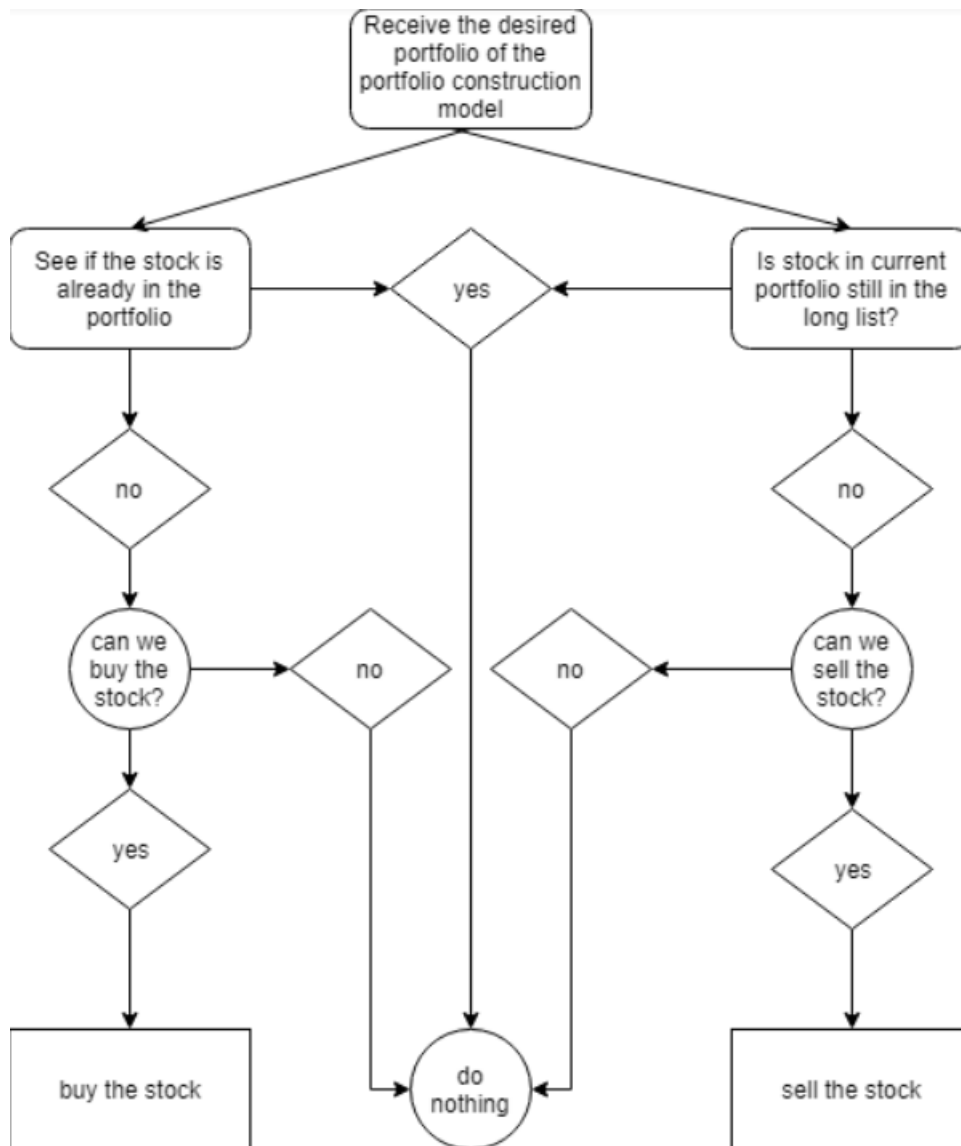 Receive the desired
portfolio of the
portfolio construction
model
See if the stock is
already in the
portfolio
yes
Is stock in current
portfolio still in the
long list?
no
no
can we
buy the
stock?
no
no
can we
sell the
stock?
yes
yes
buy the stock
do
nothing
sell the stock